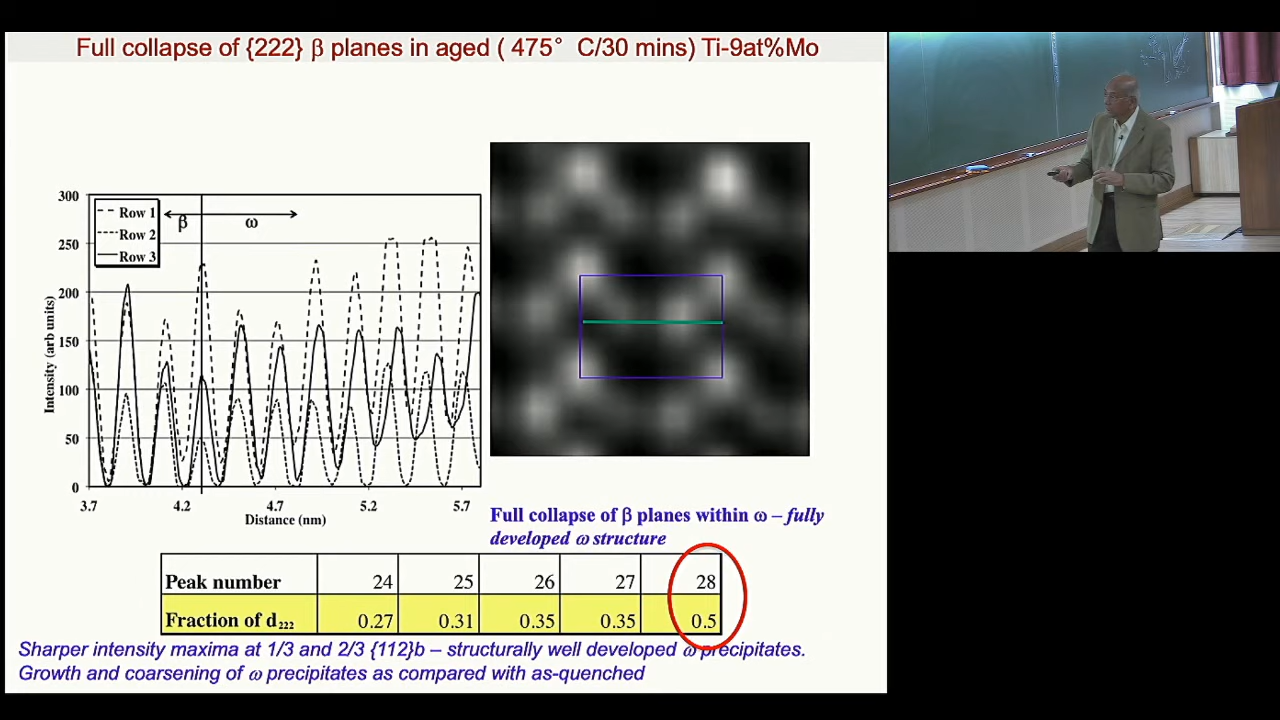 Full collapse of {222} β planes in aged ( 475° C/30 mins) Ti-9at%Mo
300
250
200
150
100
50
0
Intensity (arb units)
Row 1
Row 2
Row 3
β
ω
3.7
4.2
4.7
5.2
5.7
Distance (nm)
Full collapse of β planes within ω – fully
developed ω structure
Peak number 24 25 26 27 28
Fraction of d₂₂₂ 0.27 0.31 0.35 0.35 0.5
Sharper intensity maxima at 1/3 and 2/3 {112}b – structurally well developed ω precipitates.
Growth and coarsening of ω precipitates as compared with as-quenched